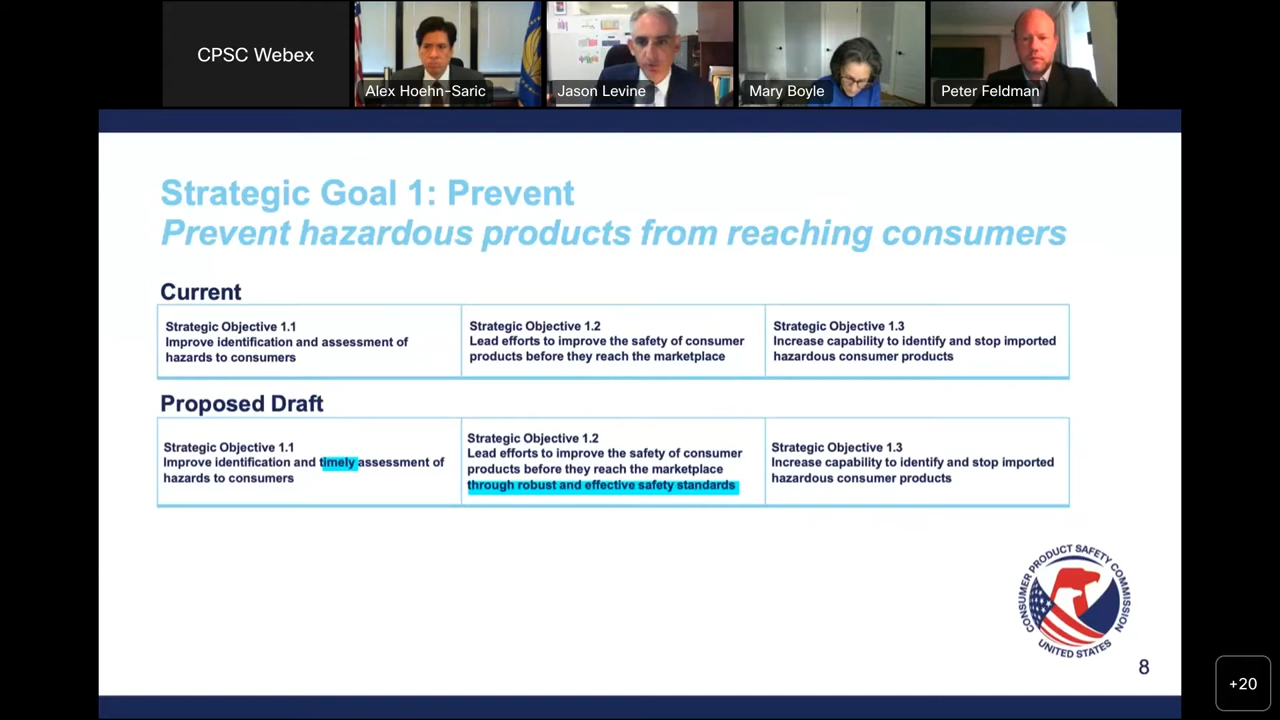 CPSC Webex
Alex Hoehn-Saric
Jason Levine
Mary Boyle
Peter Feldman
Strategic Goal 1: Prevent
Prevent hazardous products from reaching consumers
Current
Strategic Objective 1.1
Improve identification and assessment of
hazards to consumers
Strategic Objective 1.2
Lead efforts to improve the safety of consumer
products before they reach the marketplace
Strategic Objective 1.3
Increase capability to identify and stop imported
hazardous consumer products
Proposed Draft
Strategic Objective 1.1
Improve identification and timely assessment of
hazards to consumers
Strategic Objective 1.2
Lead efforts to improve the safety of consumer
products before they reach the marketplace
through robust and effective safety standards
Strategic Objective 1.3
Increase capability to identify and stop imported
hazardous consumer products
CONSUMER PRODUCT SAFETY COMMISSION
UNITED STATES
8
+20